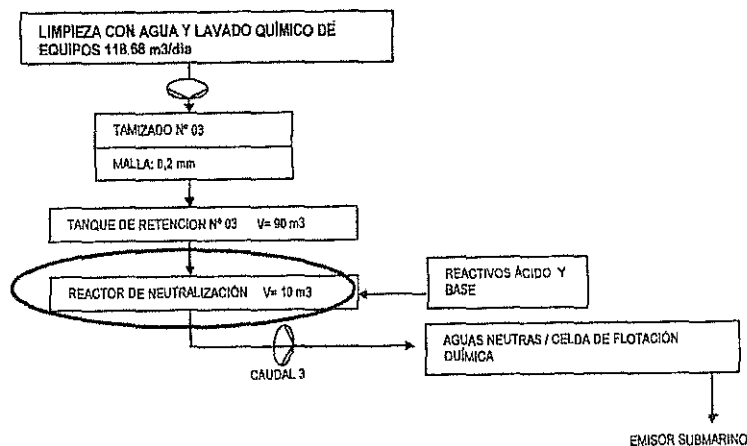 LIMPIEZA CON AGUA Y LAVADO QUÍMICO DE
EQUIPOS 118.68 m3/día
TAMIZADO Nº 03
MALLA: 0,2 mm
TANQUE DE RETENCION Nº 03 V= 90 m3
REACTOR DE NEUTRALIZACIÓN V= 10 m3
REACTIVOS ÁCIDO Y
BASE
AGUAS NEUTRAS / CELDA DE FLOTACIÓN
QUÍMICA
CAUDAL 3
EMISOR SUBMARINO